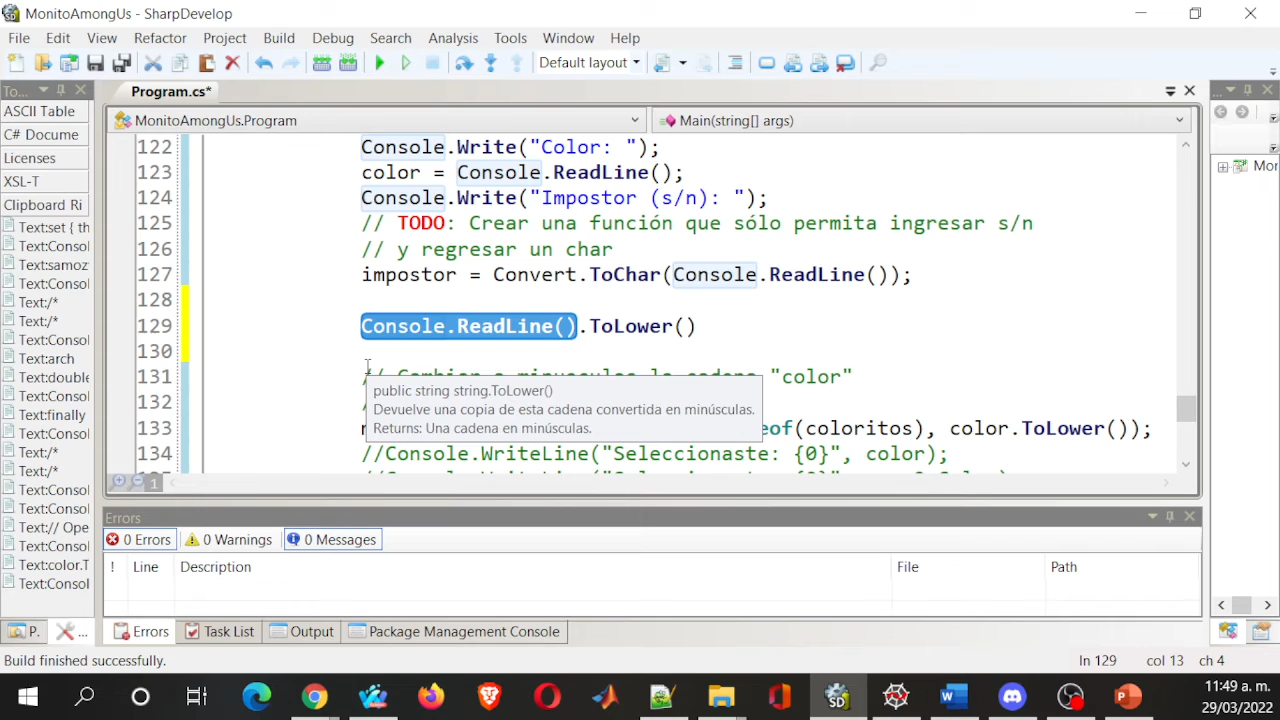 MonitoAmongUs - SharpDevelop
File Edit View Refactor Project Build Debug Search Analysis Tools Window Help
Default layout
To...
Program.cs*
ASCII Table
C# Docume
Licenses
XSL-T
Clipboard Ri
Text:set { th
Text:Consol
Text:samoz
Text:Consol
Text:/*
Text:/*
Text:Consol
Text:arch
Text:double
Text:Consol
Text:finally
Text:/*
Text:/*
Text:Consol
Text:Consol
Text:// Ope
Text:Consol
Text:color.T
Text:Consol
P. ...
MonitoAmongUs.Program
Main(string[] args)
122 Console.Write("Color: ");
123 color = Console.ReadLine();
124 Console.Write("Impostor (s/n): ");
125 // TODO: Crear una función que sólo permita ingresar s/n
126 // y regresar un char
127 impostor = Convert.ToChar(Console.ReadLine());
128
129 Console.ReadLine().ToLower()
130
131 "color"
public string string.ToLower()
Devuelve una copia de esta cadena convertida en minúsculas.
Returns: Una cadena en minúsculas.
132
133 eof(coloritos), color.ToLower());
134 //Console.WriteLine("Seleccionaste: {0}", color);
1
Errors
0 Errors 0 Warnings 0 Messages
! Line Description File Path
Errors Task List Output Package Management Console
...
Mor
Build finished successfully.
ln 129 col 13 ch 4
11:49 a. m.
29/03/2022